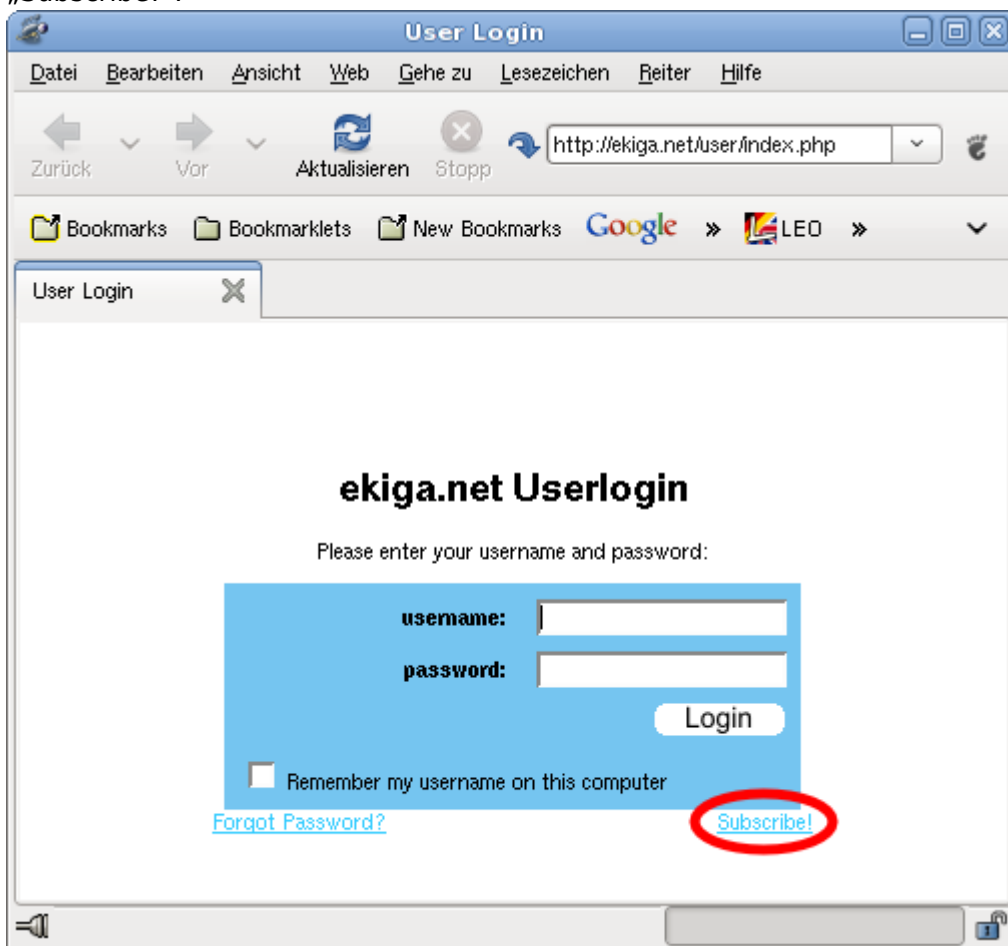 „Subscribe!“.
User Login
Datei Bearbeiten Ansicht Web Gehe zu Lesezeichen Reiter Hilfe
Zurück Vor Aktualisieren Stopp http://ekiga.net/user/index.php
Bookmarks Bookmarklets New Bookmarks Google » LEO »
User Login
ekiga.net Userlogin
Please enter your username and password:
username:
password:
Login
Remember my username on this computer
Forgot Password? Subscribe!